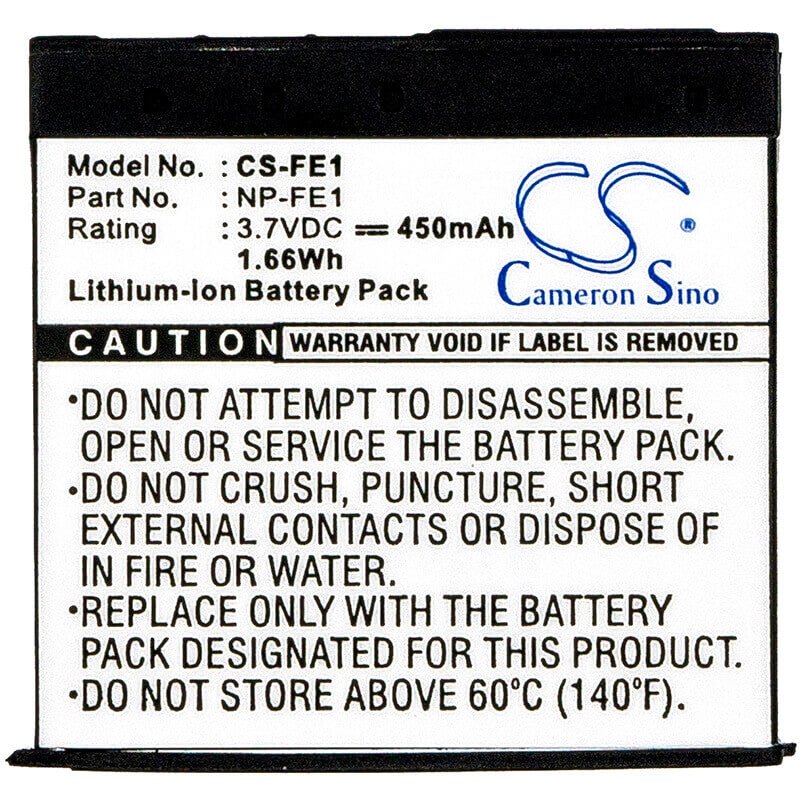 Model No. : CS-FE1
Part No. : NP-FE1
Rating : 3.7VDC ⎓ 450mAh
1.66Wh
Lithium-Ion Battery Pack
CS ®
Cameron Sino
CAUTION WARRANTY VOID IF LABEL IS REMOVED
•DO NOT ATTEMPT TO DISASSEMBLE,
OPEN OR SERVICE THE BATTERY PACK.
•DO NOT CRUSH, PUNCTURE, SHORT
EXTERNAL CONTACTS OR DISPOSE OF
IN FIRE OR WATER.
•REPLACE ONLY WITH THE BATTERY
PACK DESIGNATED FOR THIS PRODUCT.
•DO NOT STORE ABOVE 60°C (140°F).